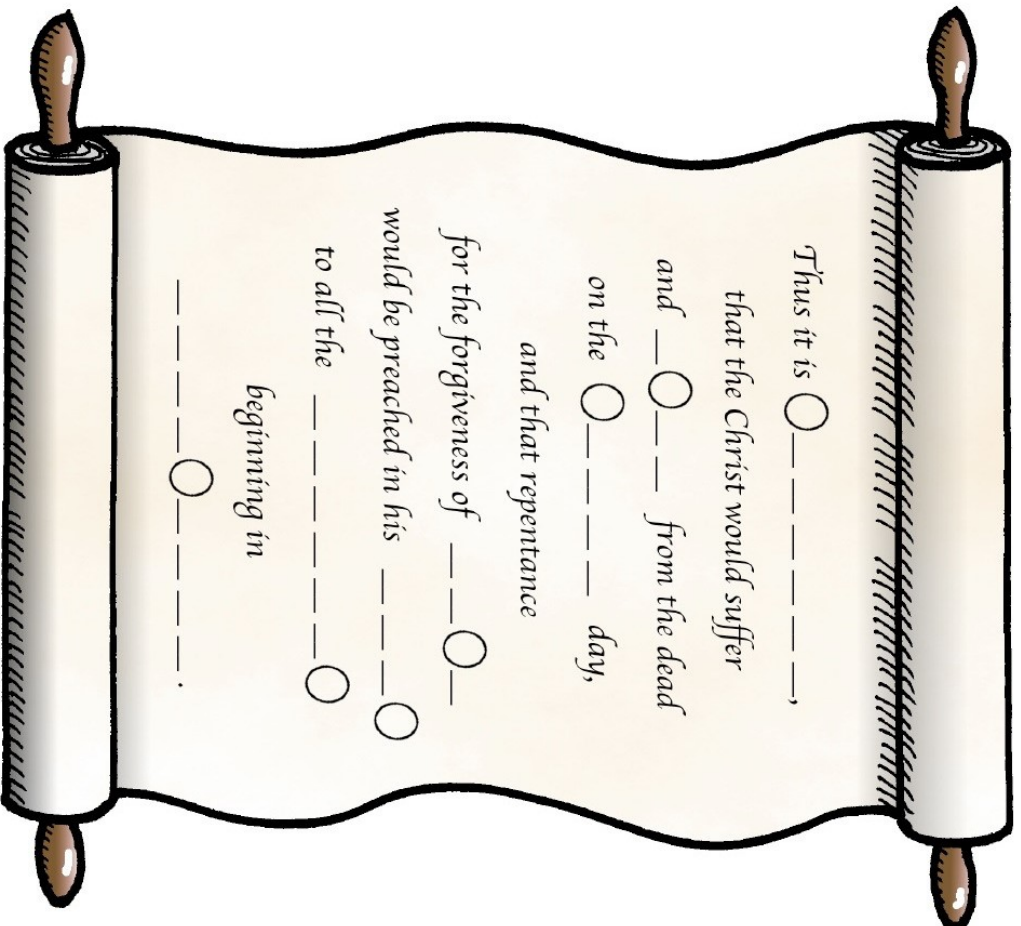 Thus it is O _ _ _ _ _ _,
that the Christ would suffer
and _ O _ _ from the dead
on the O _ _ _ _ day,
and that repentance
for the forgiveness of _ _ O _
would be preached in his _ _ _ O
to all the _ _ _ _ _ _ O
beginning in
_ _ _ _ O _ _ _ _.